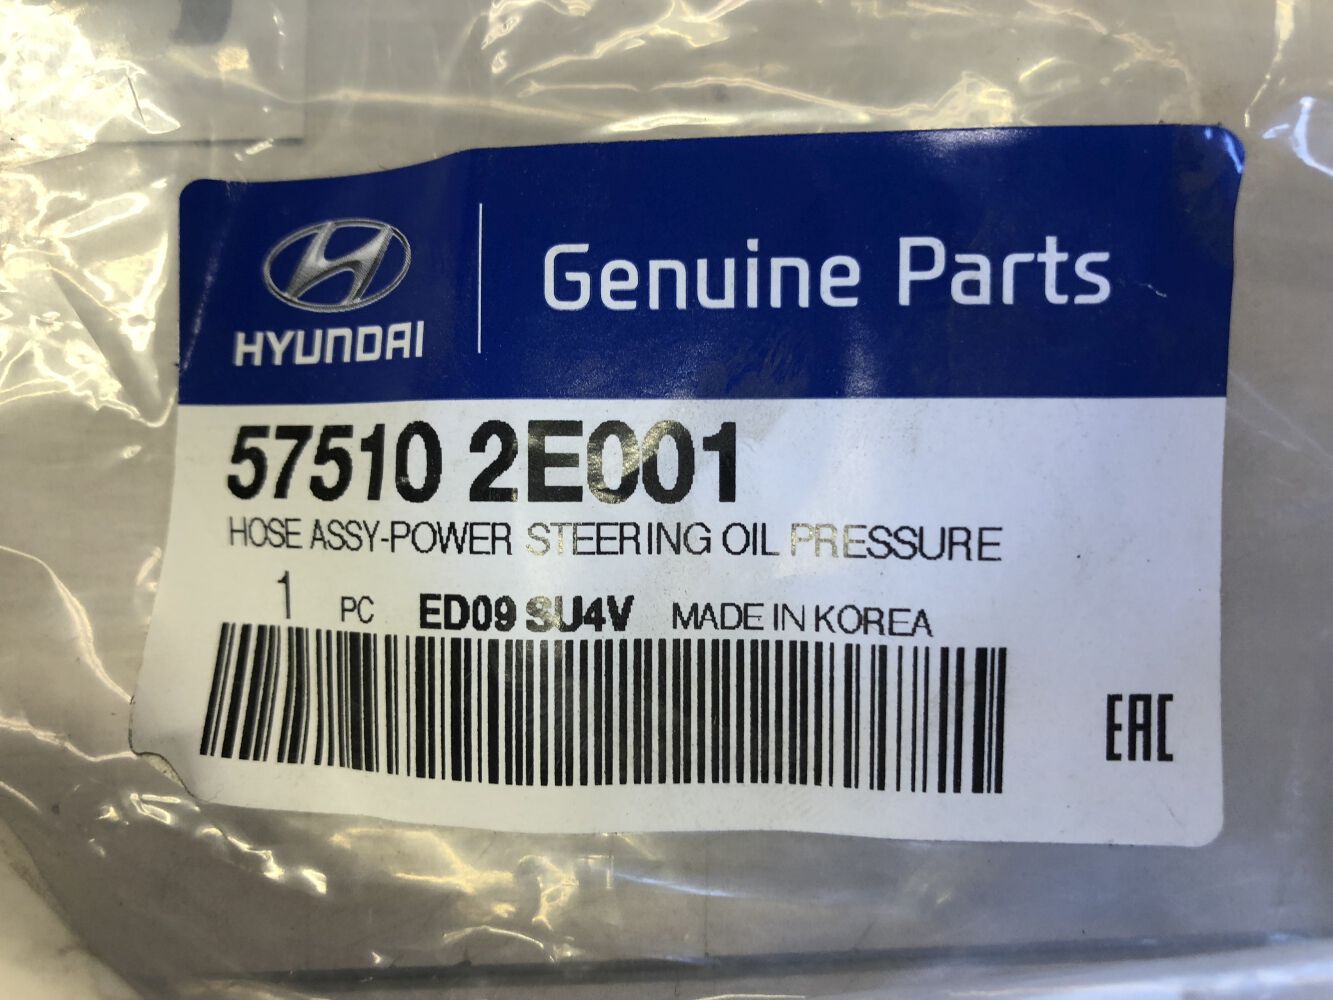 HYUNDAI
Genuine Parts
57510 2E001
HOSE ASSY-POWER STEERING OIL PRESSURE
1 PC ED09 SU4V MADE IN KOREA
EAC